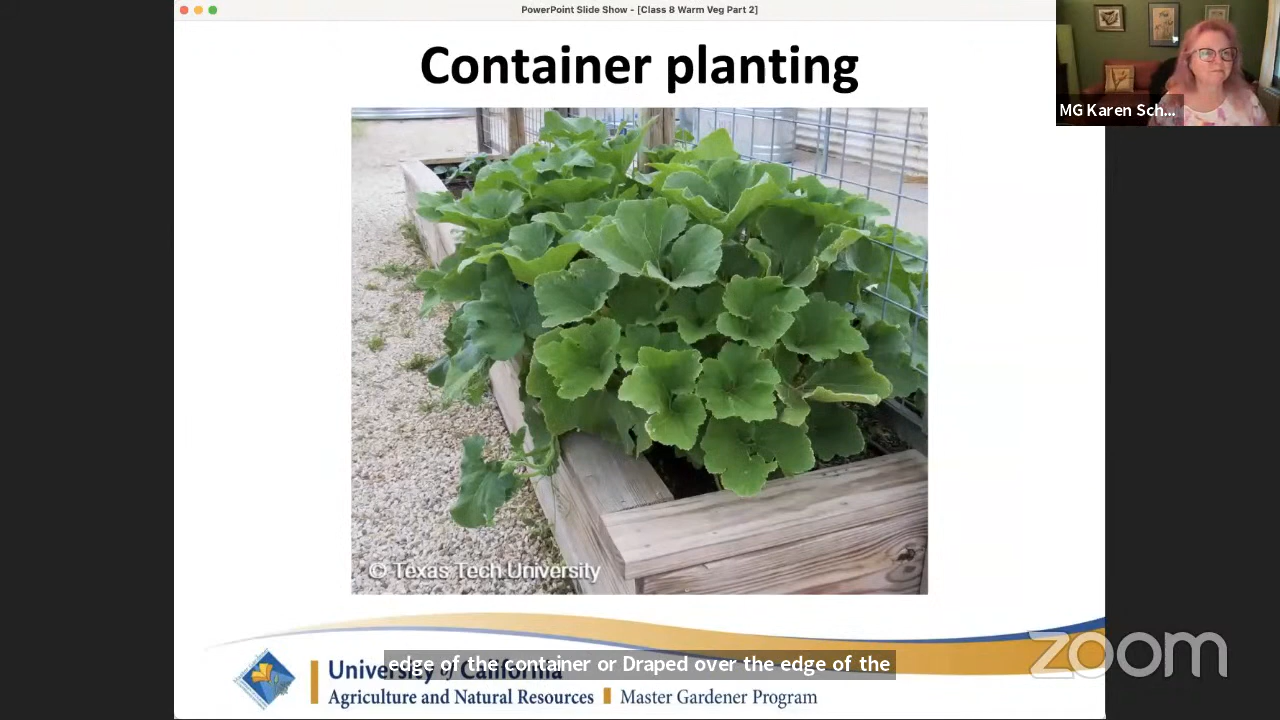 PowerPoint Slide Show - [Class 8 Warm Veg Part 2]
Container planting
MG Karen Sch...
© Texas Tech University
edge of the container or Draped over the edge of the
University of California
Agriculture and Natural Resources
Master Gardener Program
zoom